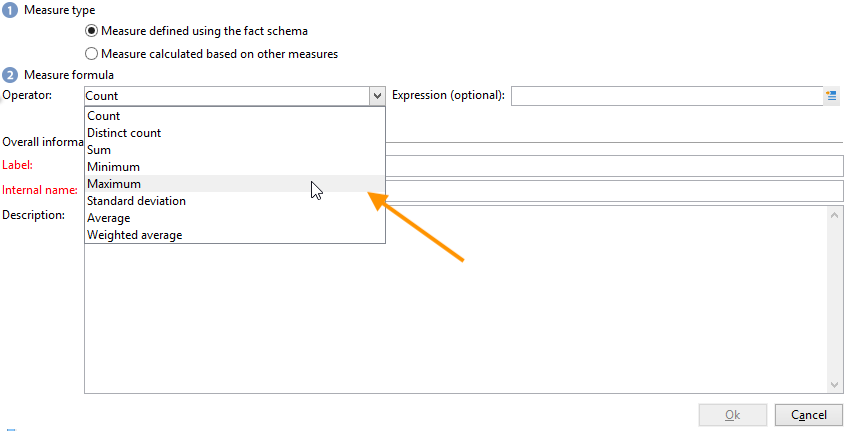 1 Measure type
Measure defined using the fact schema
Measure calculated based on other measures
2 Measure formula
Operator: Count Expression (optional):
Count
Distinct count
Overall informa
Sum
Label: Minimum
Maximum
Internal name:
Standard deviation
Description: Average
Weighted average
Ok Cancel